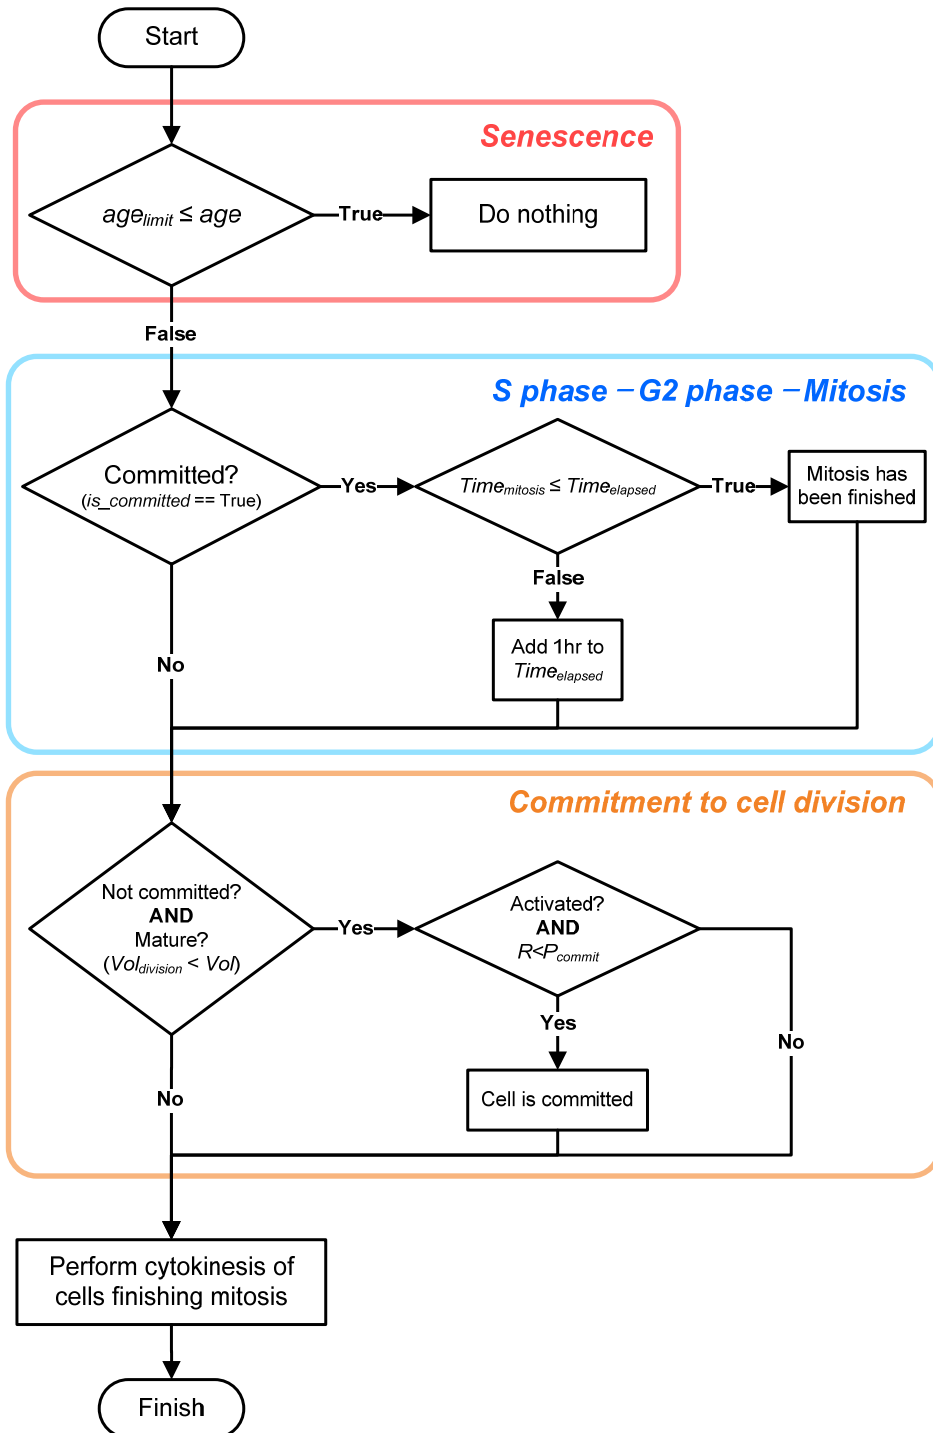 Start
Senescence
age_limit ≤ age
True
Do nothing
False
S phase – G2 phase – Mitosis
Committed?
(is_committed == True)
Yes
Time_mitosis ≤ Time_elapsed
True
Mitosis has
been finished
False
Add 1hr to
Time_elapsed
No
Commitment to cell division
Not committed?
AND
Mature?
(Vol_division < Vol)
Yes
Activated?
AND
R<P_commit
Yes
No
Cell is committed
No
Perform cytokinesis of
cells finishing mitosis
Finish